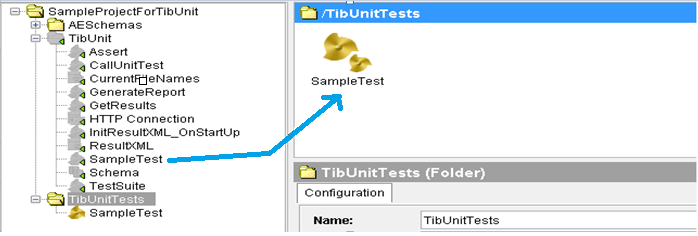 SampleProjectForTibUnit
AESchemas
TibUnit
Assert
CallUnitTest
CurrentFileNames
GenerateReport
GetResults
HTTP Connection
InitResultXML_OnStartUp
ResultXML
SampleTest
Schema
TestSuite
TibUnitTests
SampleTest
/TibUnitTests
SampleTest
TibUnitTests (Folder)
Configuration
Name: TibUnitTests